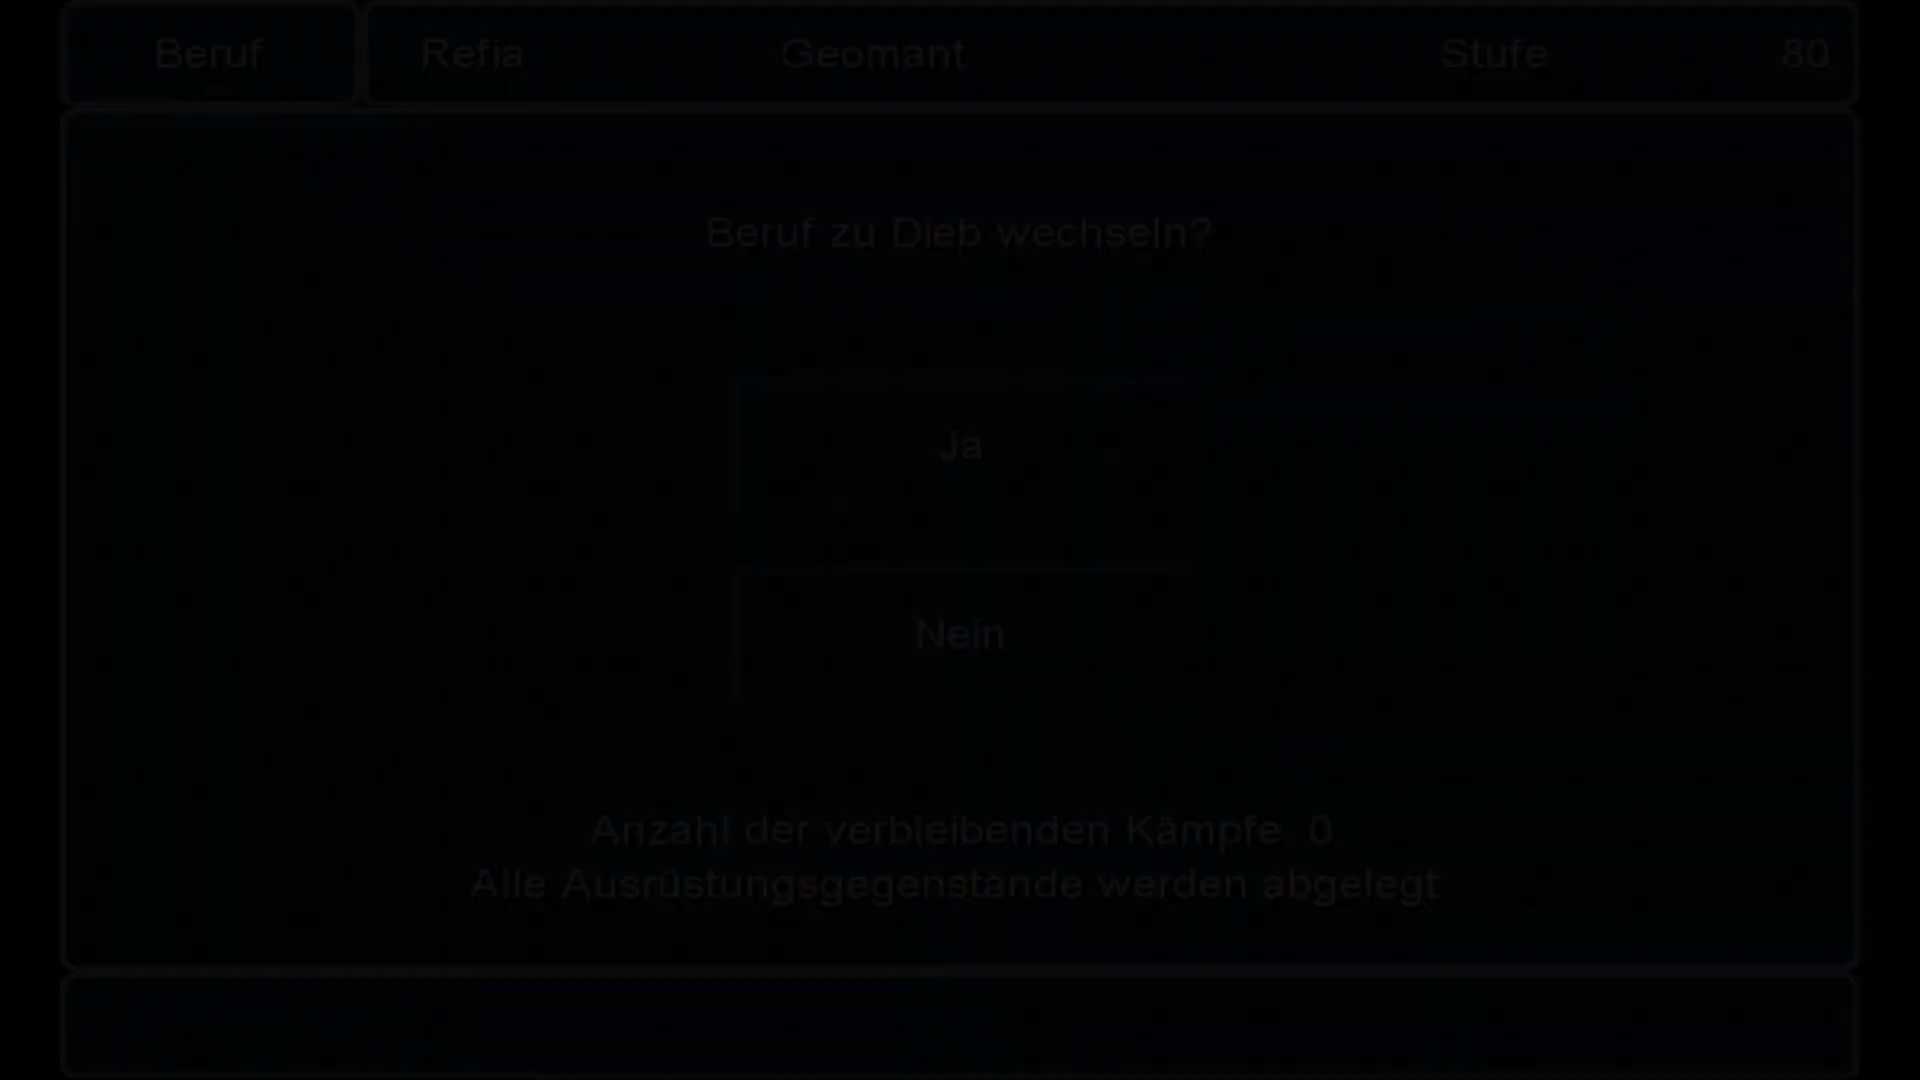 Beruf Refia Geomant Stufe 80
Beruf zu Dieb wechseln?
Ja
Nein
Anzahl der verbleibenden Kämpfe 0
Alle Ausrüstungsgegenstände werden abgelegt